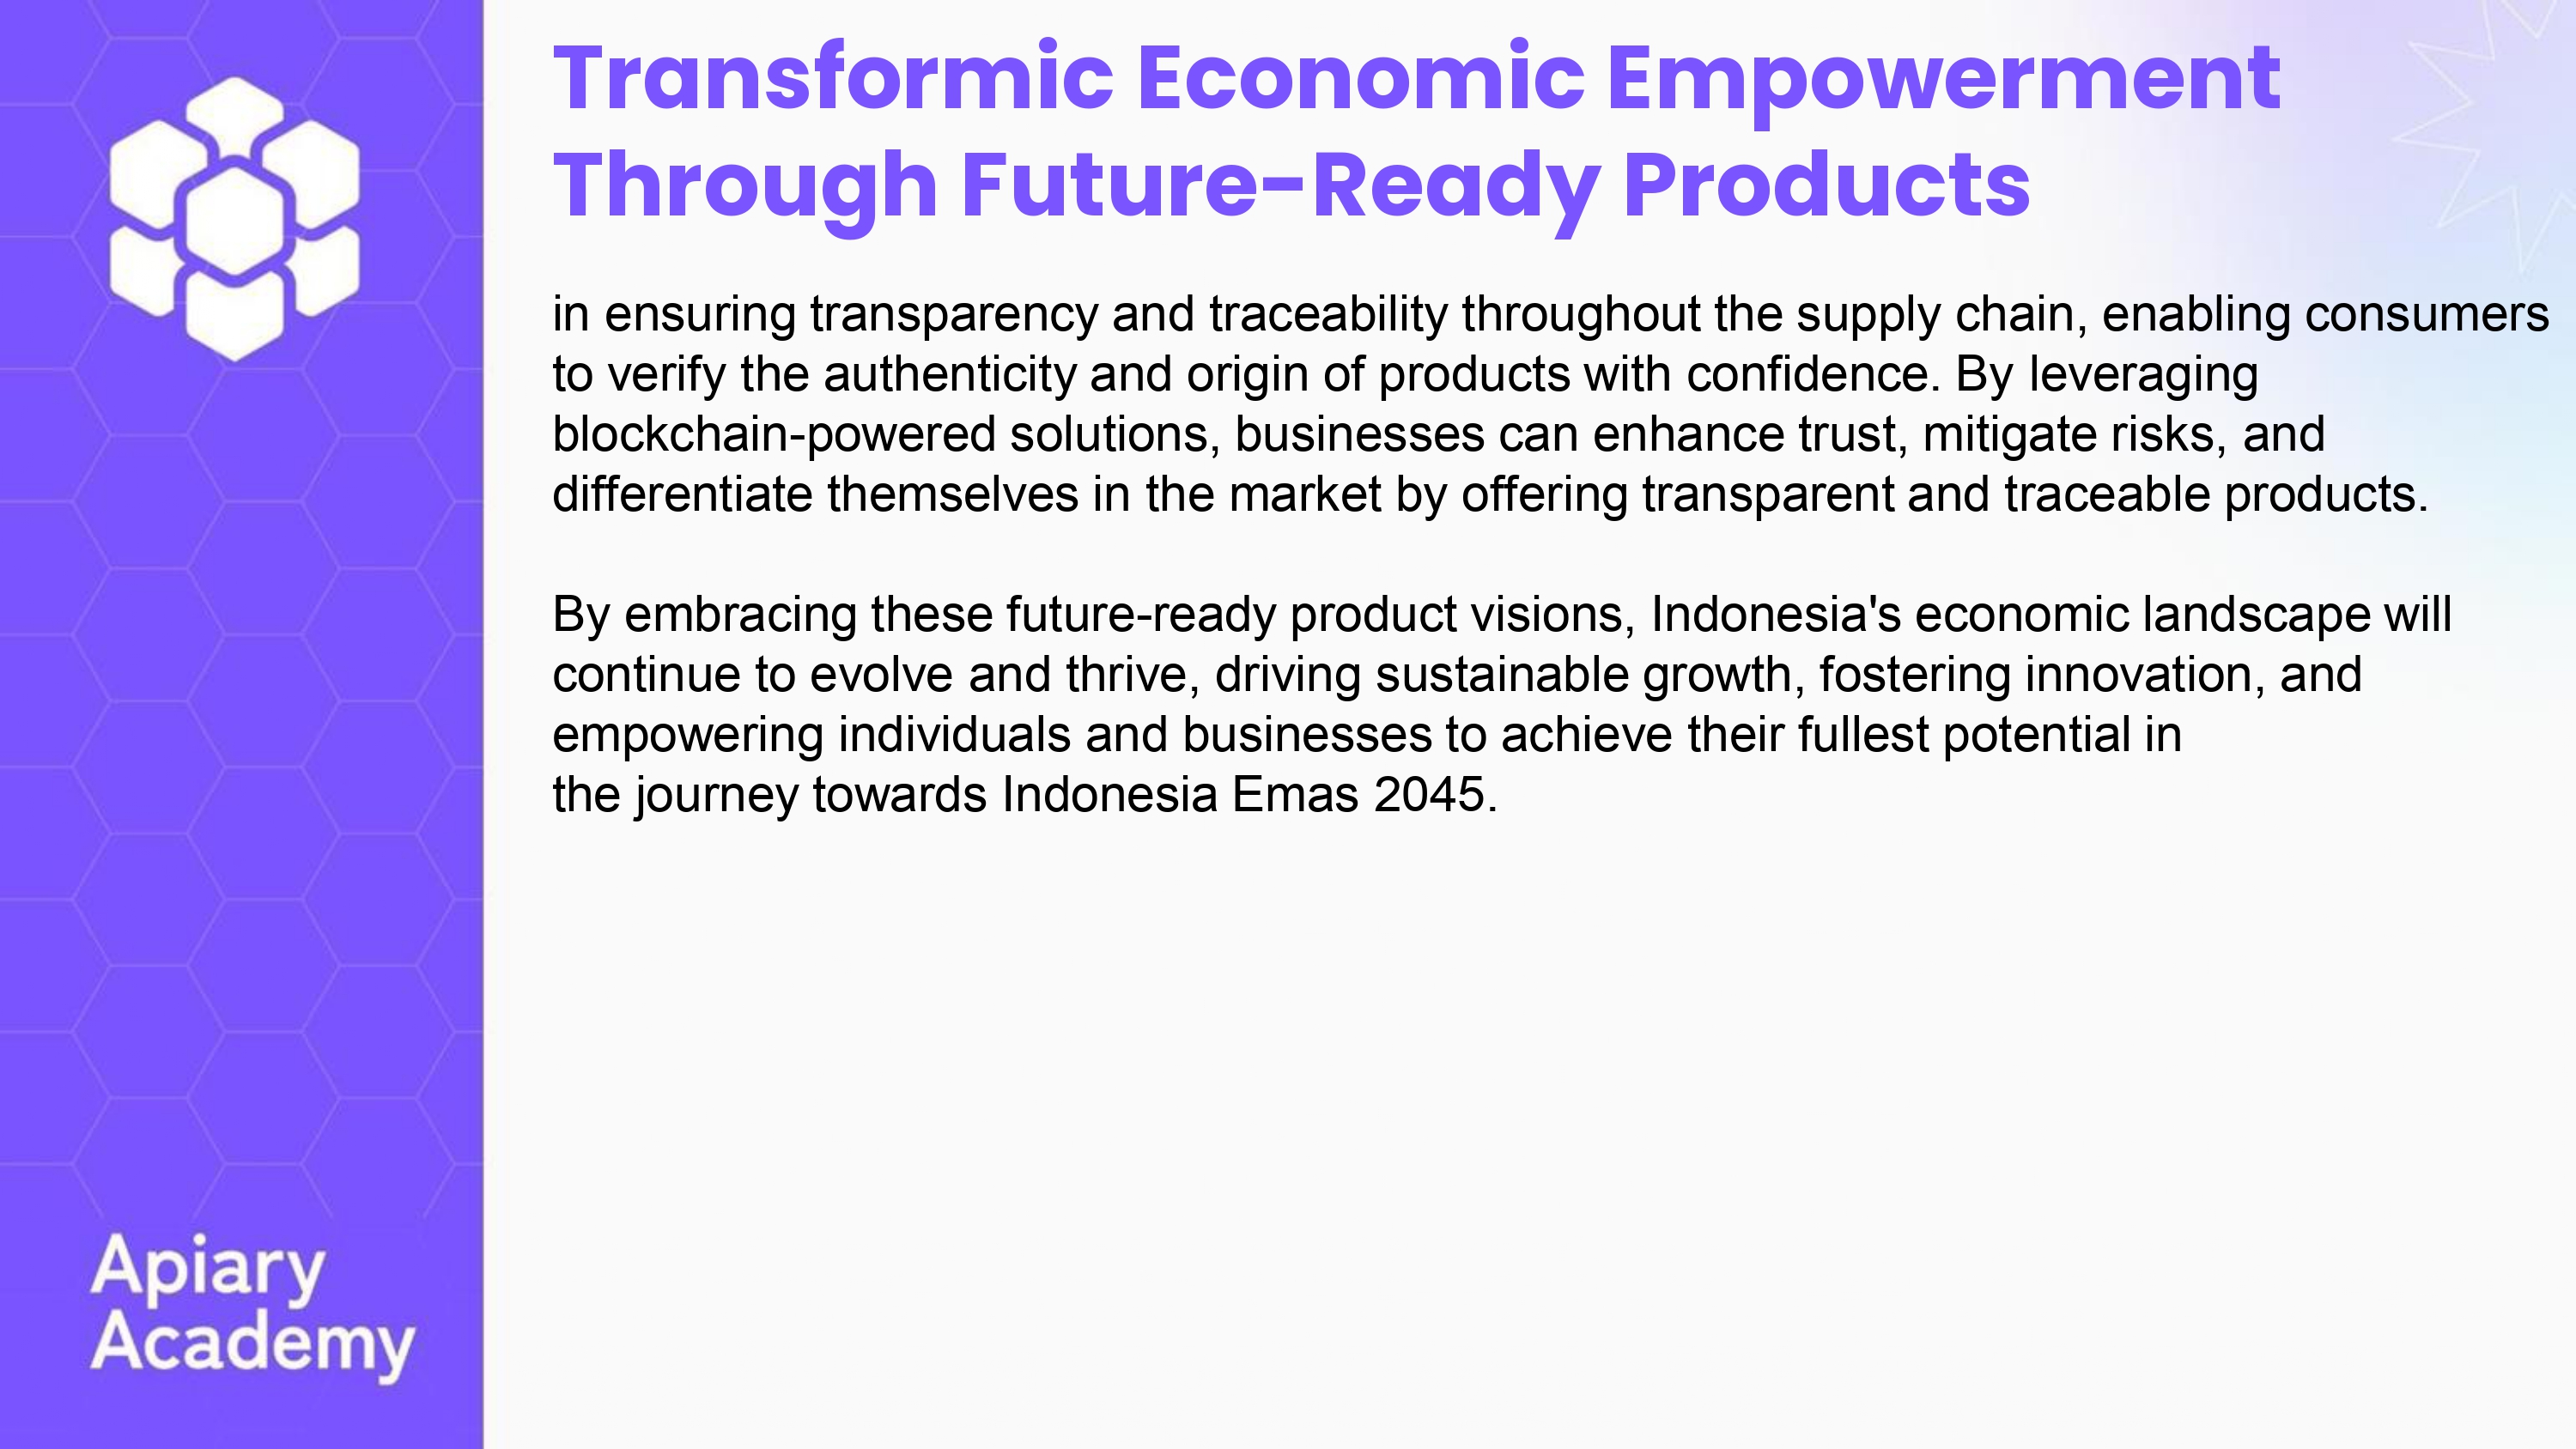 Transformic Economic Empowerment
Through Future-Ready Products
in ensuring transparency and traceability throughout the supply chain, enabling consumers
to verify the authenticity and origin of products with confidence. By leveraging
blockchain-powered solutions, businesses can enhance trust, mitigate risks, and
differentiate themselves in the market by offering transparent and traceable products.
By embracing these future-ready product visions, Indonesia's economic landscape will
continue to evolve and thrive, driving sustainable growth, fostering innovation, and
empowering individuals and businesses to achieve their fullest potential in
the journey towards Indonesia Emas 2045.
Apiary
Academy